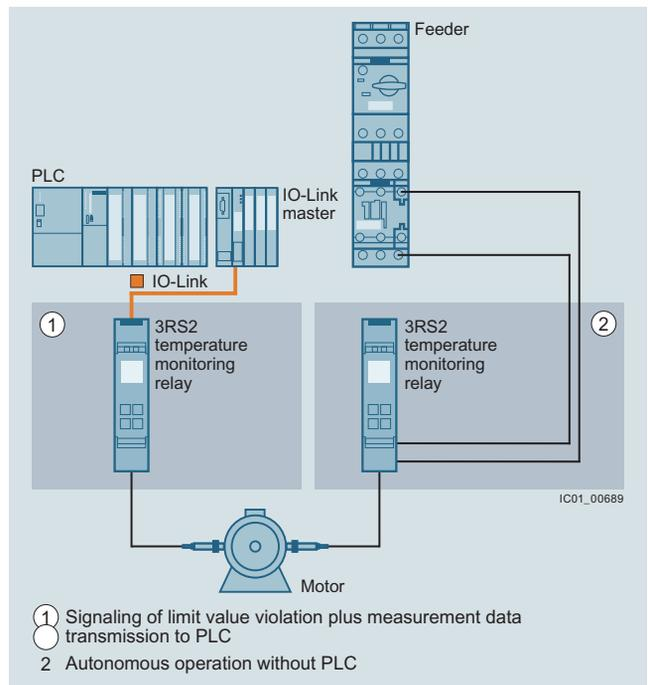 Feeder
PLC
IO-Link
master
IO-Link
1
3RS2
temperature
monitoring
relay
3RS2
temperature
monitoring
relay
2
IC01_00689
Motor
1 Signaling of limit value violation plus measurement data
transmission to PLC
2 Autonomous operation without PLC